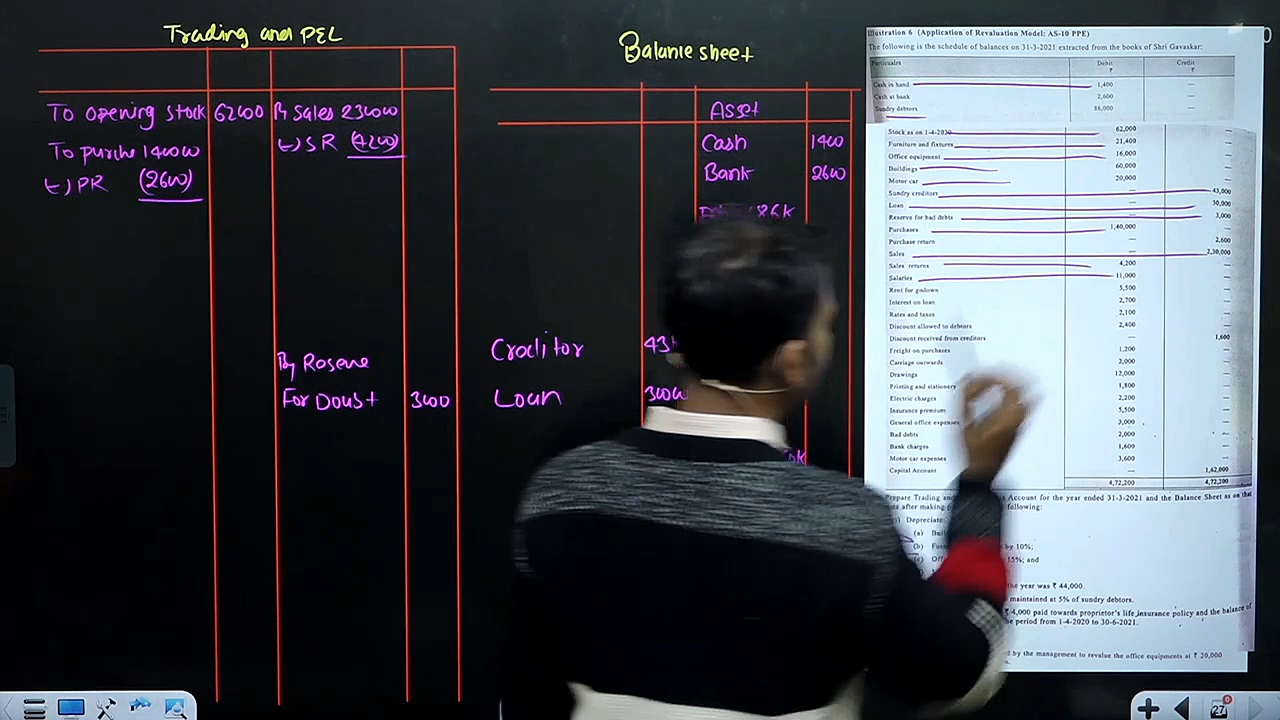 Trading and P&L
To opening stock 62000 By Sales 230000
To purche 140000 (-) SR (4200)
(-) PR (2600)
By Reserve
For Doubt 3000
Balance sheet
Asset
Cash 1400
Bank 2600
86k
Creditor 43k
Loan 30000
Illustration 6 (Application of Revaluation Model: AS-10 PPE)
The following is the schedule of balances on 31-3-2021 extracted from the books of Shri Gavaskar:
Particulars Debit Credit
₹ ₹
Cash in hand 1,400 —
Cash at bank 2,600 —
Sundry debtors 86,000 —
Stock as on 1-4-2020 62,000 —
Furniture and fixtures 21,400 —
Office equipment 16,000 —
Buildings 60,000 —
Motor car 20,000 —
Sundry creditors — 43,000
Loan — 30,000
Reserve for bad debts — 3,000
Purchases 1,40,000 —
Purchase return — 2,600
Sales — 2,30,000
Sales returns 4,200 —
Salaries 11,000 —
Rent for godown 5,500 —
Interest on loan 2,700 —
Rates and taxes 2,100 —
Discount allowed to debtors 2,400 —
Discount received from creditors — 1,600
Freight on purchases 1,200 —
Carriage outwards 2,000 —
Drawings 12,000 —
Printing and stationery 1,800 —
Electric charges 2,200 —
Insurance premium 5,500 —
General office expenses 3,000 —
Bad debts 2,000 —
Bank charges 1,600 —
Motor car expenses 3,600 —
Capital Account — 1,62,000
4,72,200 4,72,200
Prepare Trading and Account for the year ended 31-3-2021 and the Balance Sheet as on that
after making following:
Depreciate:
(a)
(b) by 10%;
15%; and
the year was ₹ 44,000.
maintained at 5% of sundry debtors.
₹ 4,000 paid towards proprietor's life insurance policy and the balance of
period from 1-4-2020 to 30-6-2021.
by the management to revalue the office equipments at ₹ 20,000